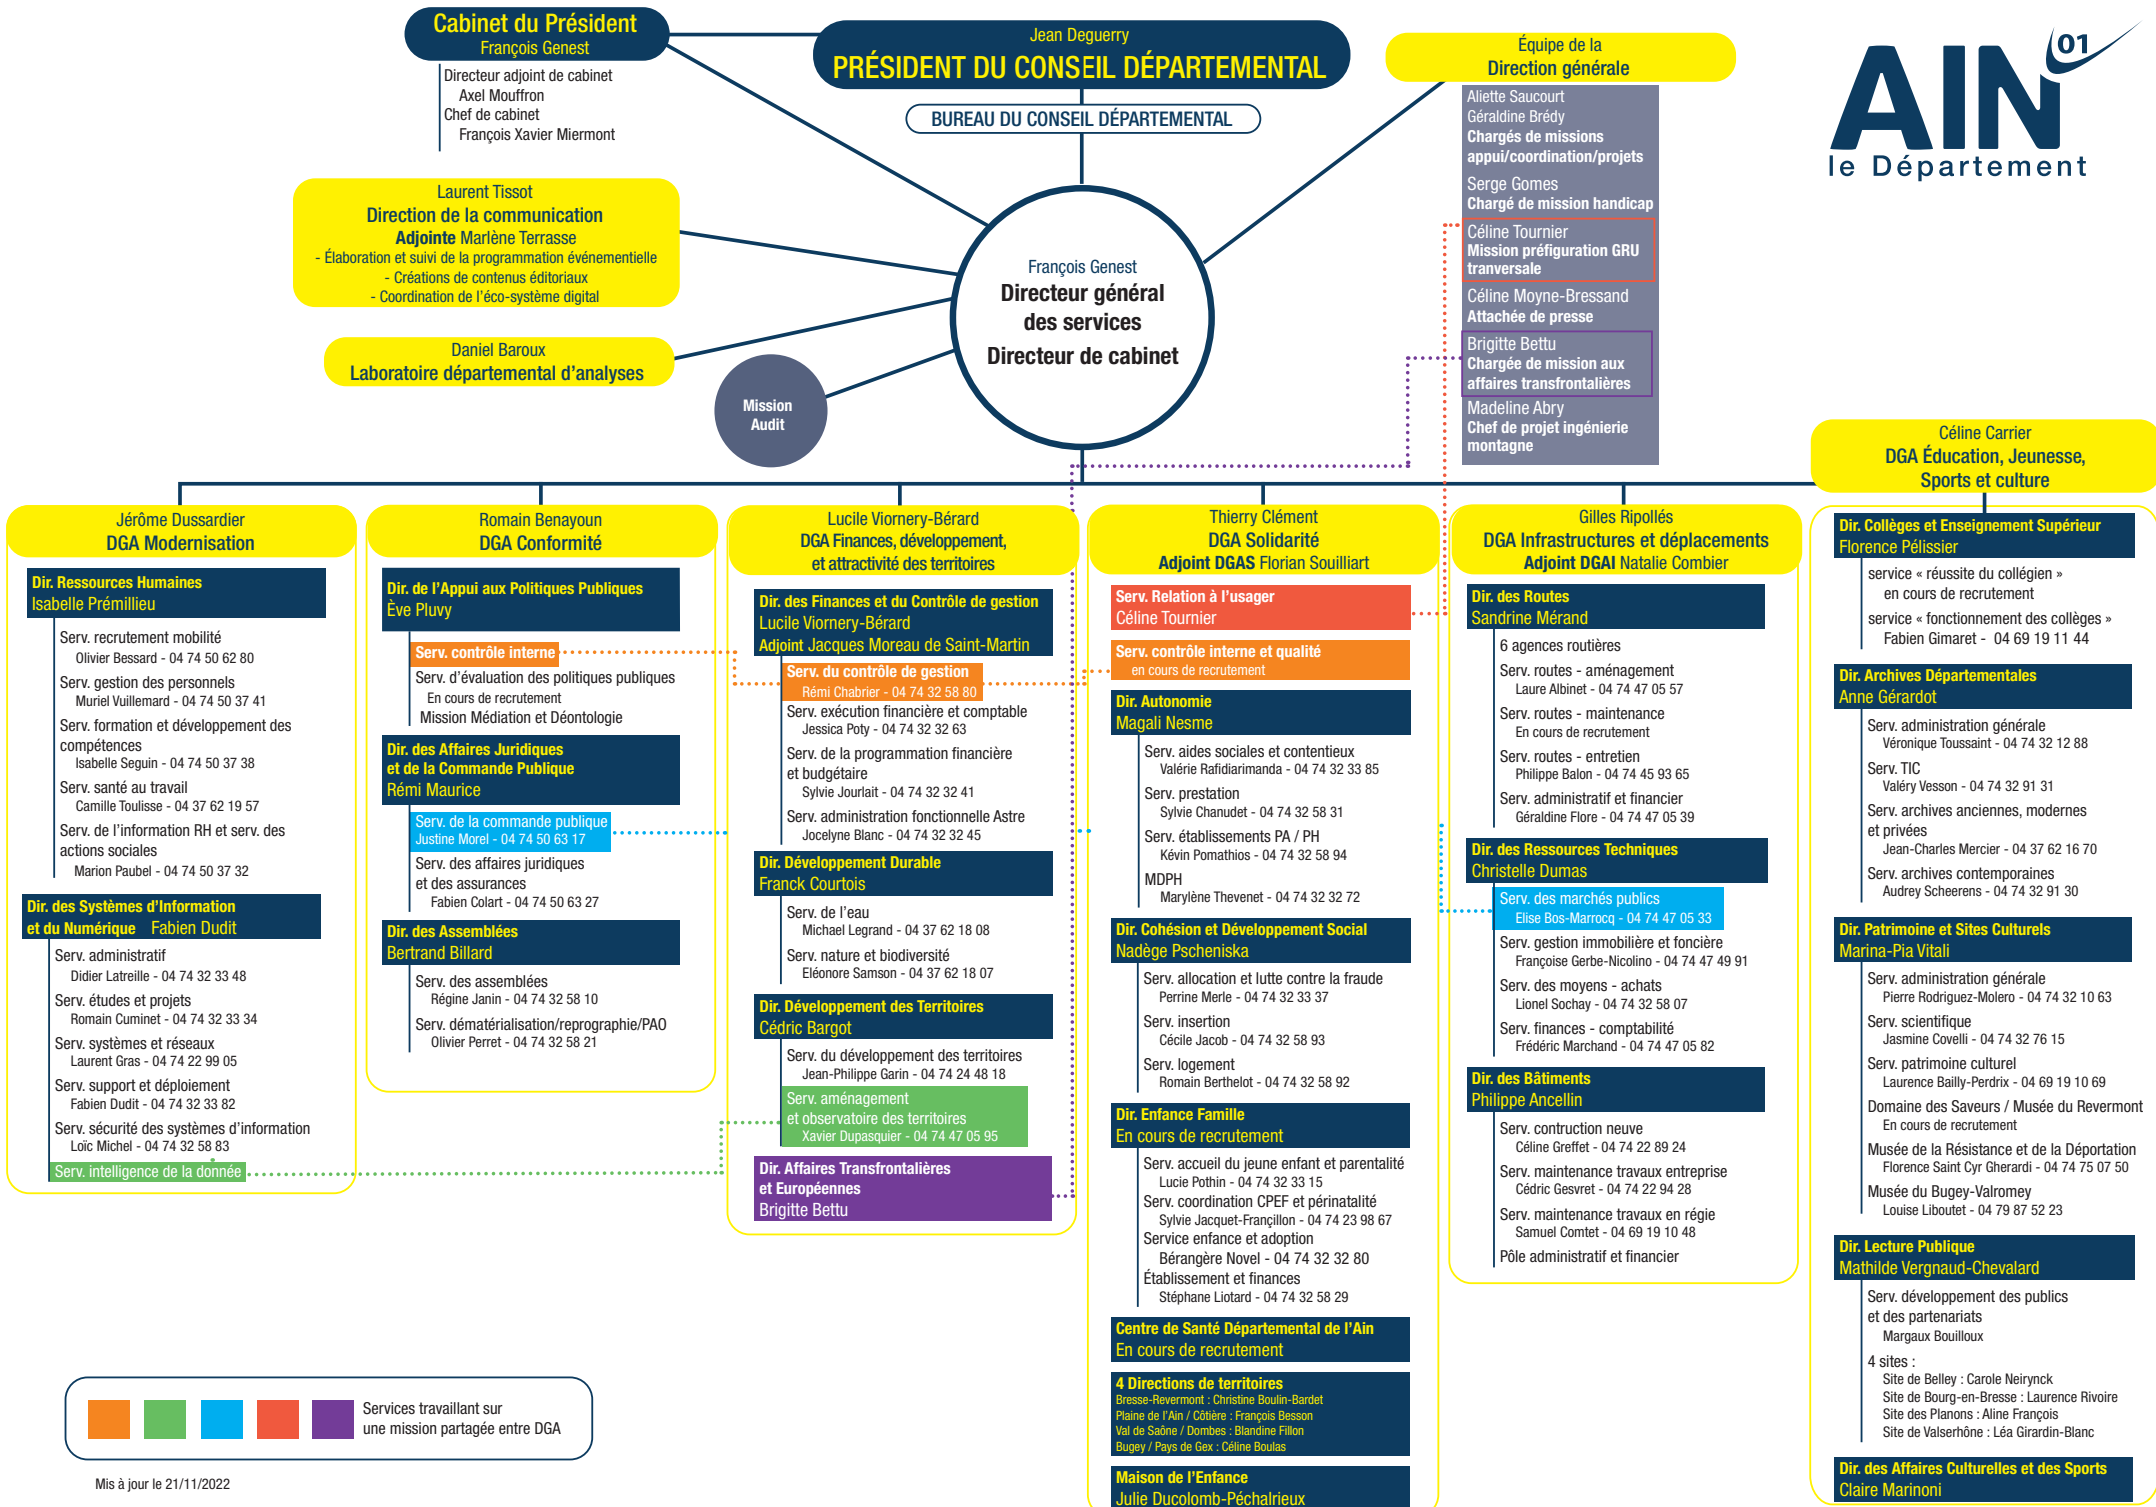 Cabinet du Président
François Genest
Directeur adjoint de cabinet
Axel Mouffron
Chef de cabinet
François Xavier Miermont
Jean Deguerry
PRÉSIDENT DU CONSEIL DÉPARTEMENTAL
BUREAU DU CONSEIL DÉPARTEMENTAL
Équipe de la
Direction générale
Aliette Saucourt
Géraldine Brédy
Chargés de missions
appui/coordination/projets
Serge Gomes
Chargé de mission handicap
Céline Tournier
Mission préfiguration GRU
tranversale
Céline Moyne-Bressand
Attachée de presse
Brigitte Bettu
Chargée de mission aux
affaires transfrontalières
Madeline Abry
Chef de projet ingénierie
montagne
AIN 01
le Département
Laurent Tissot
Direction de la communication
Adjointe Marlène Terrasse
- Élaboration et suivi de la programmation événementielle
- Créations de contenus éditoriaux
- Coordination de l'éco-système digital
Daniel Baroux
Laboratoire départemental d'analyses
Mission
Audit
François Genest
Directeur général
des services
Directeur de cabinet
Jérôme Dussardier
DGA Modernisation
Dir. Ressources Humaines
Isabelle Prémillieu
Serv. recrutement mobilité
Olivier Bessard - 04 74 50 62 80
Serv. gestion des personnels
Muriel Vuillemard - 04 74 50 37 41
Serv. formation et développement des
compétences
Isabelle Seguin - 04 74 50 37 38
Serv. santé au travail
Camille Toulisse - 04 37 62 19 57
Serv. de l'information RH et serv. des
actions sociales
Marion Paubel - 04 74 50 37 32
Dir. des Systèmes d'Information
et du Numérique Fabien Dudit
Serv. administratif
Didier Latreille - 04 74 32 33 48
Serv. études et projets
Romain Cuminet - 04 74 32 33 34
Serv. systèmes et réseaux
Laurent Gras - 04 74 22 99 05
Serv. support et déploiement
Fabien Dudit - 04 74 32 33 82
Serv. sécurité des systèmes d'information
Loïc Michel - 04 74 32 58 83
Serv. intelligence de la donnée
Romain Benayoun
DGA Conformité
Dir. de l'Appui aux Politiques Publiques
Ève Pluvy
Serv. contrôle interne
Serv. d'évaluation des politiques publiques
En cours de recrutement
Mission Médiation et Déontologie
Dir. des Affaires Juridiques
et de la Commande Publique
Rémi Maurice
Serv. de la commande publique
Justine Morel - 04 74 50 63 17
Serv. des affaires juridiques
et des assurances
Fabien Colart - 04 74 50 63 27
Dir. des Assemblées
Bertrand Billard
Serv. des assemblées
Régine Janin - 04 74 32 58 10
Serv. dématérialisation/reprographie/PAO
Olivier Perret - 04 74 32 58 21
Lucile Viornery-Bérard
DGA Finances, développement,
et attractivité des territoires
Dir. des Finances et du Contrôle de gestion
Lucile Viornery-Bérard
Adjoint Jacques Moreau de Saint-Martin
Serv. du contrôle de gestion
Rémi Chabrier - 04 74 32 58 80
Serv. exécution financière et comptable
Jessica Poty - 04 74 32 32 63
Serv. de la programmation financière
et budgétaire
Sylvie Jourlait - 04 74 32 32 41
Serv. administration fonctionnelle Astre
Jocelyne Blanc - 04 74 32 32 45
Dir. Développement Durable
Franck Courtois
Serv. de l'eau
Michael Legrand - 04 37 62 18 08
Serv. nature et biodiversité
Eléonore Samson - 04 37 62 18 07
Dir. Développement des Territoires
Cédric Bargot
Serv. du développement des territoires
Jean-Philippe Garin - 04 74 24 48 18
Serv. aménagement
et observatoire des territoires
Xavier Dupasquier - 04 74 47 05 95
Dir. Affaires Transfrontalières
et Européennes
Brigitte Bettu
Thierry Clément
DGA Solidarité
Adjoint DGAS Florian Souilliart
Serv. Relation à l'usager
Céline Tournier
Serv. contrôle interne et qualité
en cours de recrutement
Dir. Autonomie
Magali Nesme
Serv. aides sociales et contentieux
Valérie Rafidiarimanda - 04 74 32 33 85
Serv. prestation
Sylvie Chanudet - 04 74 32 58 31
Serv. établissements PA / PH
Kévin Pomathios - 04 74 32 58 94
MDPH
Marylène Thevenet - 04 74 32 32 72
Dir. Cohésion et Développement Social
Nadège Pscheniska
Serv. allocation et lutte contre la fraude
Perrine Merle - 04 74 32 33 37
Serv. insertion
Cécile Jacob - 04 74 32 58 93
Serv. logement
Romain Berthelot - 04 74 32 58 92
Dir. Enfance Famille
En cours de recrutement
Serv. accueil du jeune enfant et parentalité
Lucie Pothin - 04 74 32 33 15
Serv. coordination CPEF et périnatalité
Sylvie Jacquet-Françillon - 04 74 23 98 67
Service enfance et adoption
Bérangère Novel - 04 74 32 32 80
Établissement et finances
Stéphane Liotard - 04 74 32 58 29
Centre de Santé Départemental de l'Ain
En cours de recrutement
4 Directions de territoires
Bresse-Revermont : Christine Boulin-Bardet
Plaine de l'Ain / Côtière : François Besson
Val de Saône / Dombes : Blandine Fillon
Bugey / Pays de Gex : Céline Boulas
Maison de l'Enfance
Julie Ducolomb-Péchalrieux
Gilles Ripollés
DGA Infrastructures et déplacements
Adjoint DGAI Natalie Combier
Dir. des Routes
Sandrine Mérand
6 agences routières
Serv. routes - aménagement
Laure Albinet - 04 74 47 05 57
Serv. routes - maintenance
En cours de recrutement
Serv. routes - entretien
Philippe Balon - 04 74 45 93 65
Serv. administratif et financier
Géraldine Flore - 04 74 47 05 39
Dir. des Ressources Techniques
Christelle Dumas
Serv. des marchés publics
Elise Bos-Marrocq - 04 74 47 05 33
Serv. gestion immobilière et foncière
Françoise Gerbe-Nicolino - 04 74 47 49 91
Serv. des moyens - achats
Lionel Sochay - 04 74 32 58 07
Serv. finances - comptabilité
Frédéric Marchand - 04 74 47 05 82
Dir. des Bâtiments
Philippe Ancellin
Serv. contruction neuve
Céline Greffet - 04 74 22 89 24
Serv. maintenance travaux entreprise
Cédric Gesvret - 04 74 22 94 28
Serv. maintenance travaux en régie
Samuel Comtet - 04 69 19 10 48
Pôle administratif et financier
Céline Carrier
DGA Éducation, Jeunesse,
Sports et culture
Dir. Collèges et Enseignement Supérieur
Florence Pélissier
service « réussite du collégien »
en cours de recrutement
service « fonctionnement des collèges »
Fabien Gimaret - 04 69 19 11 44
Dir. Archives Départementales
Anne Gérardot
Serv. administration générale
Véronique Toussaint - 04 74 32 12 88
Serv. TIC
Valéry Vesson - 04 74 32 91 31
Serv. archives anciennes, modernes
et privées
Jean-Charles Mercier - 04 37 62 16 70
Serv. archives contemporaines
Audrey Scheerens - 04 74 32 91 30
Dir. Patrimoine et Sites Culturels
Marina-Pia Vitali
Serv. administration générale
Pierre Rodriguez-Molero - 04 74 32 10 63
Serv. scientifique
Jasmine Covelli - 04 74 32 76 15
Serv. patrimoine culturel
Laurence Bailly-Perdrix - 04 69 19 10 69
Domaine des Saveurs / Musée du Revermont
En cours de recrutement
Musée de la Résistance et de la Déportation
Florence Saint Cyr Gherardi - 04 74 75 07 50
Musée du Bugey-Valromey
Louise Liboutet - 04 79 87 52 23
Dir. Lecture Publique
Mathilde Vergnaud-Chevalard
Serv. développement des publics
et des partenariats
Margaux Bouilloux
4 sites :
Site de Belley : Carole Neirynck
Site de Bourg-en-Bresse : Laurence Rivoire
Site des Planons : Aline François
Site de Valserhône : Léa Girardin-Blanc
Dir. des Affaires Culturelles et des Sports
Claire Marinoni
Services travaillant sur
une mission partagée entre DGA
Mis à jour le 21/11/2022